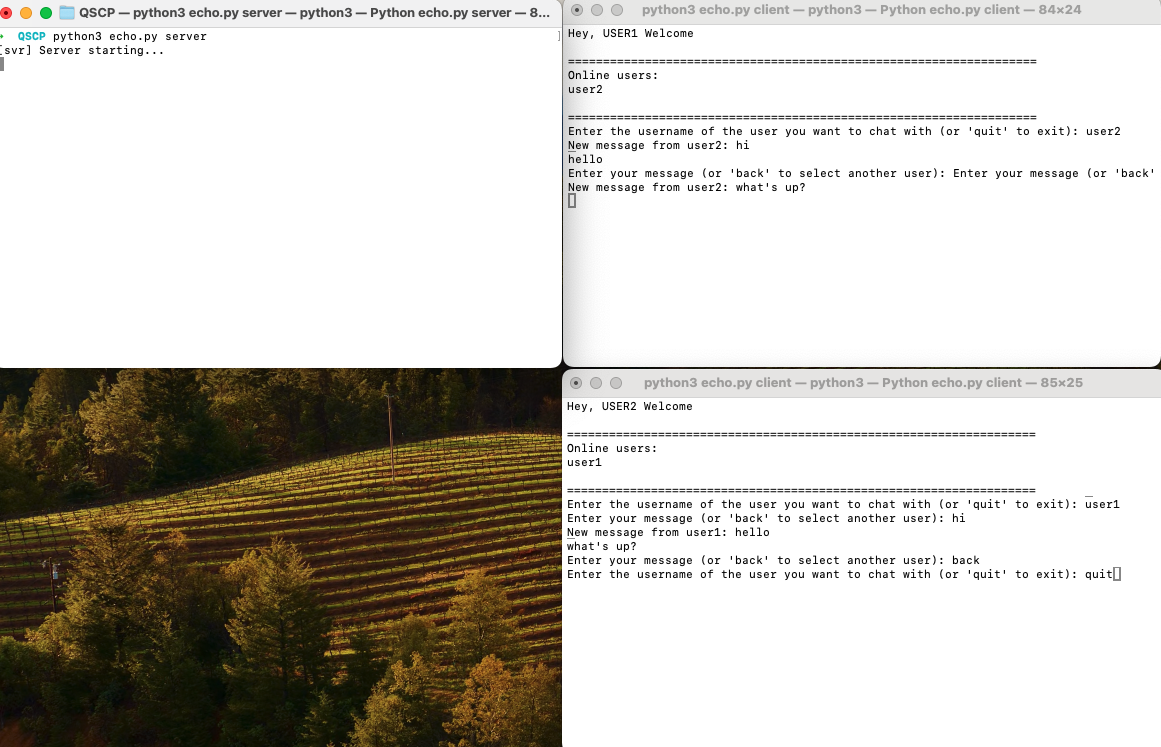 QSCP — python3 echo.py server — python3 — Python echo.py server — 8...
QSCP python3 echo.py server
[svr] Server starting...
python3 echo.py client — python3 — Python echo.py client — 84×24
Hey, USER1 Welcome
===================================================================
Online users:
user2
===================================================================
Enter the username of the user you want to chat with (or 'quit' to exit): user2
New message from user2: hi
hello
Enter your message (or 'back' to select another user): Enter your message (or 'back'
New message from user2: what's up?
python3 echo.py client — python3 — Python echo.py client — 85×25
Hey, USER2 Welcome
===================================================================
Online users:
user1
===================================================================
Enter the username of the user you want to chat with (or 'quit' to exit): user1
Enter your message (or 'back' to select another user): hi
New message from user1: hello
what's up?
Enter your message (or 'back' to select another user): back
Enter the username of the user you want to chat with (or 'quit' to exit): quit